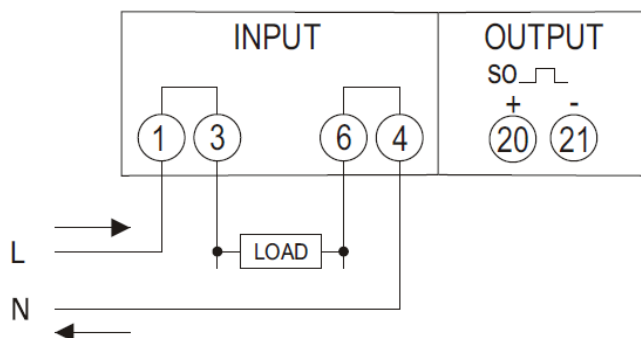 INPUT OUTPUT
SO
+ -
1 3 6 4 20 21
L LOAD
N